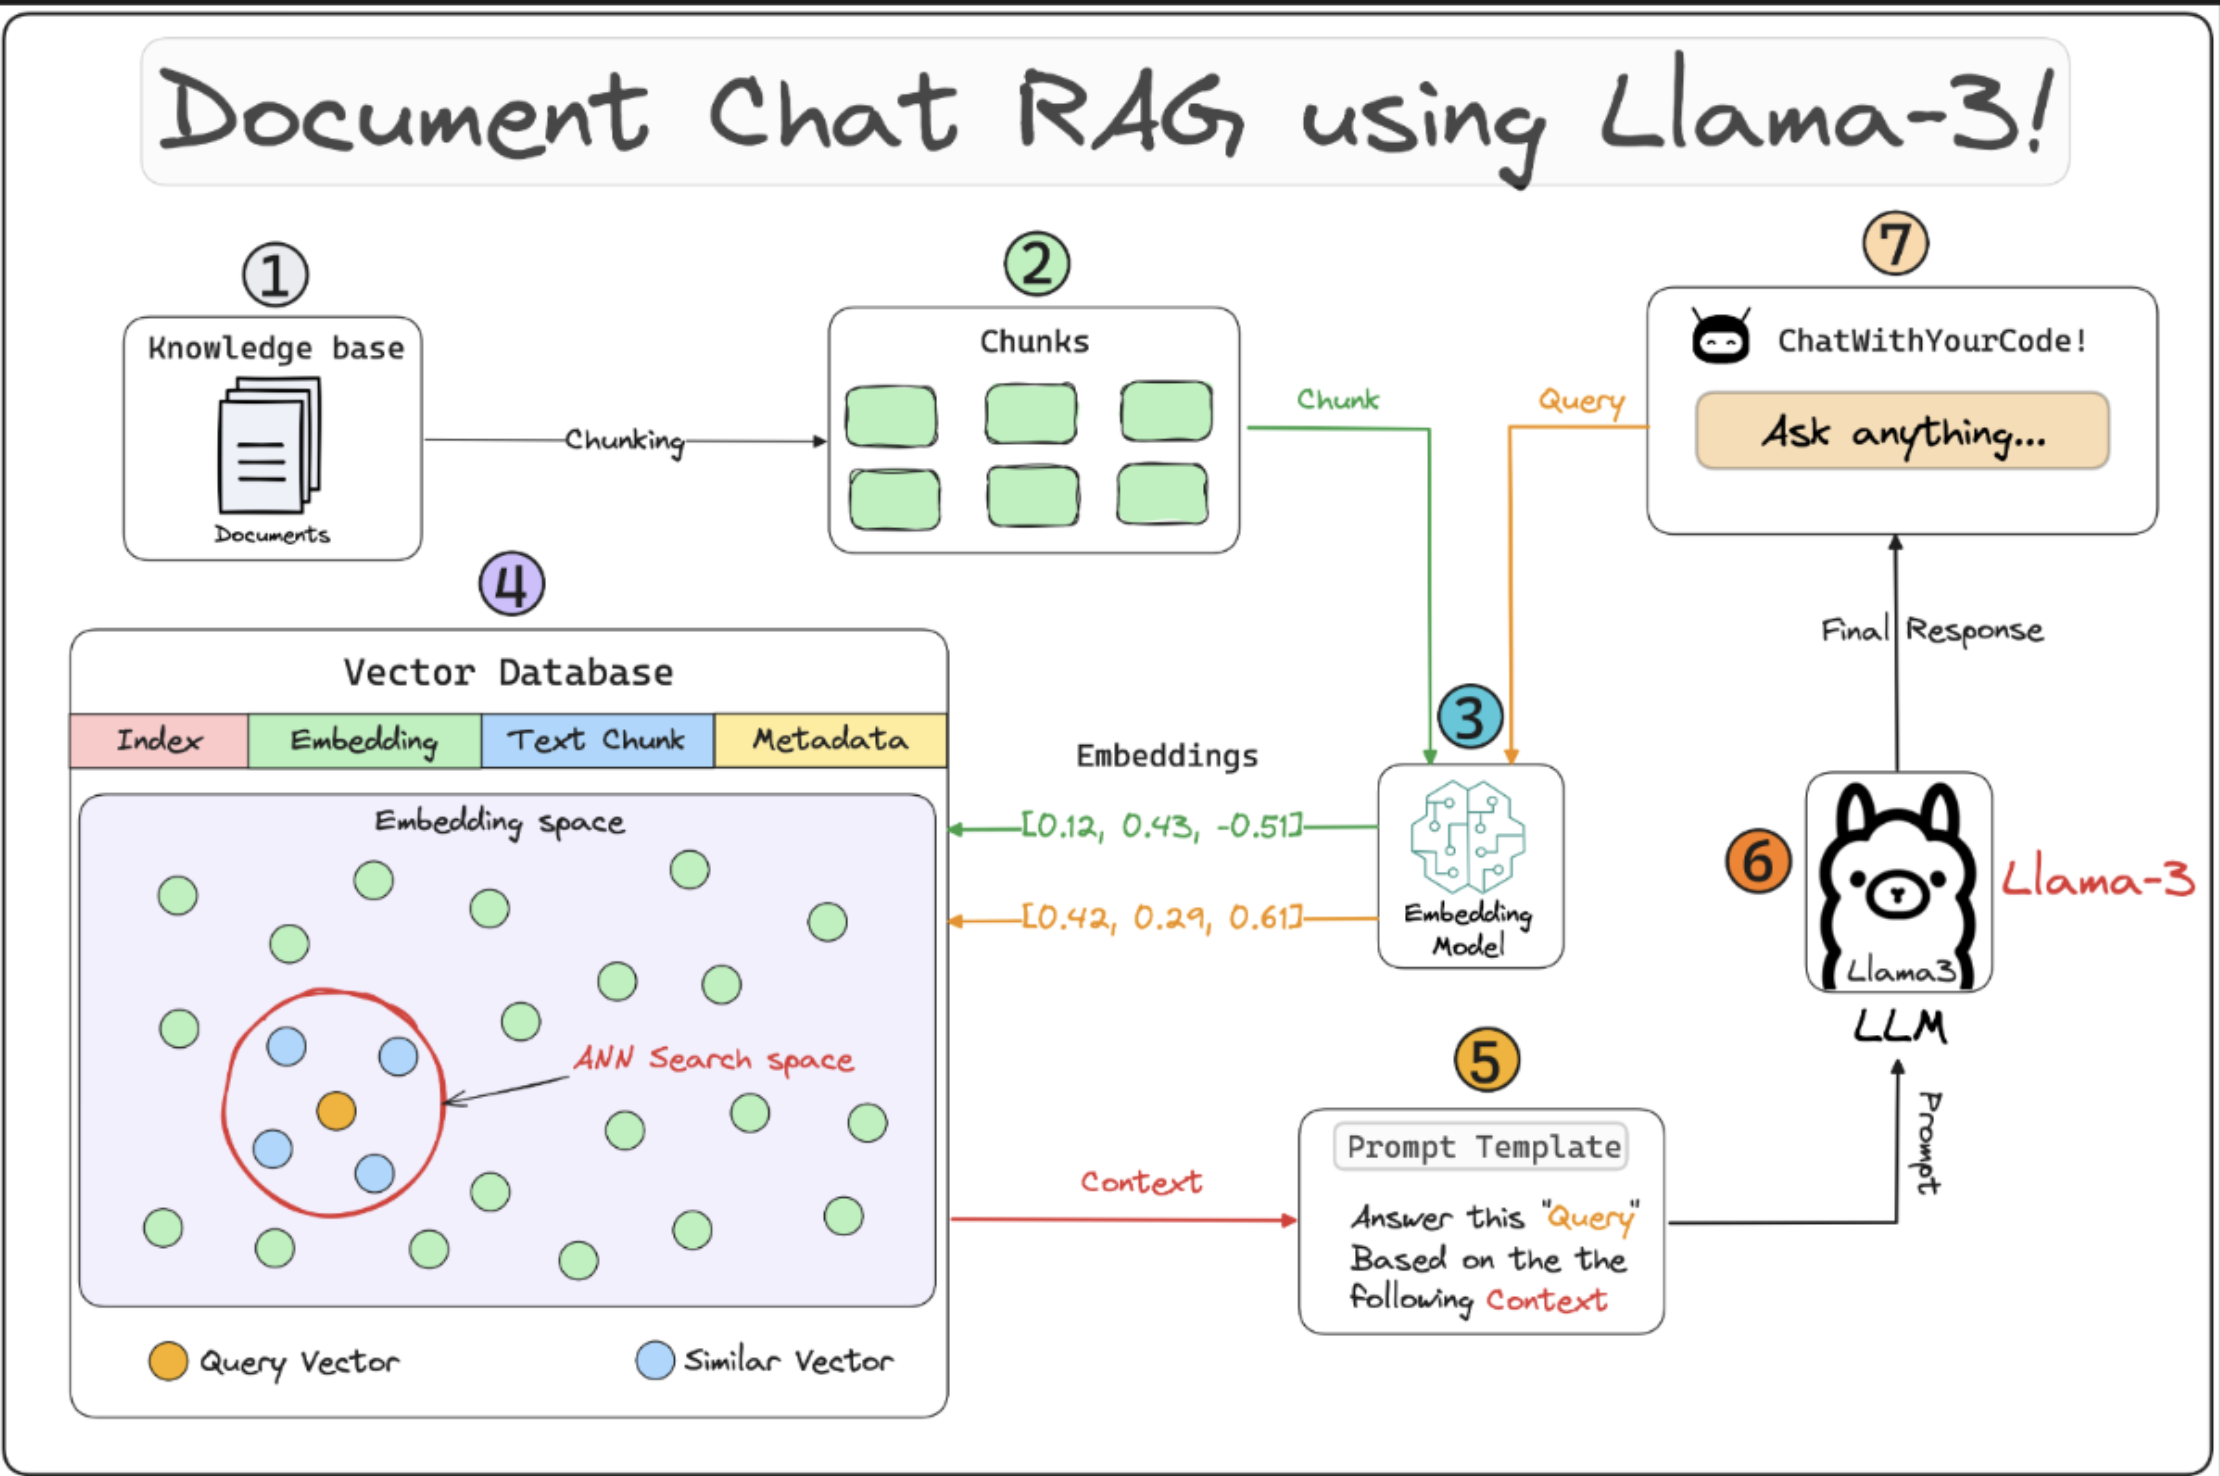 Document Chat RAG using Llama-3!
1
Knowledge base
Documents
Chunking
2
Chunks
Chunk
Query
7
ChatWithYourCode!
Ask anything...
Final Response
4
Vector Database
Index
Embedding
Text Chunk
Metadata
Embedding space
ANN Search space
Query Vector
Similar Vector
Embeddings
[0.12, 0.43, -0.51]
[0.42, 0.29, 0.61]
3
Embedding
Model
Context
5
Prompt Template
Answer this "Query"
Based on the the
following Context
Prompt
6
Llama3
Llama-3
LLM